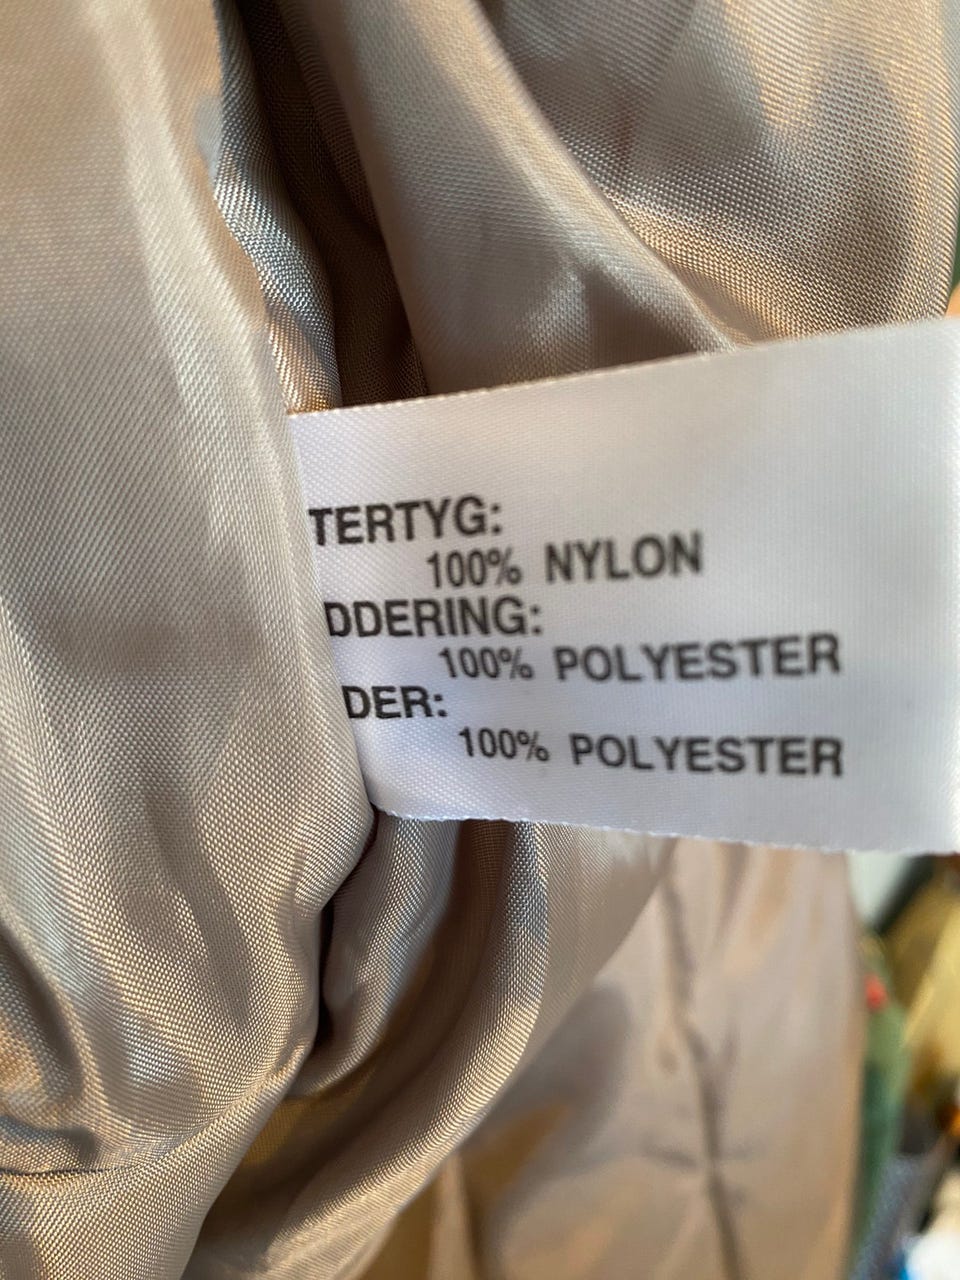 TERTYG:
100% NYLON
DDERING:
100% POLYESTER
DER:
100% POLYESTER